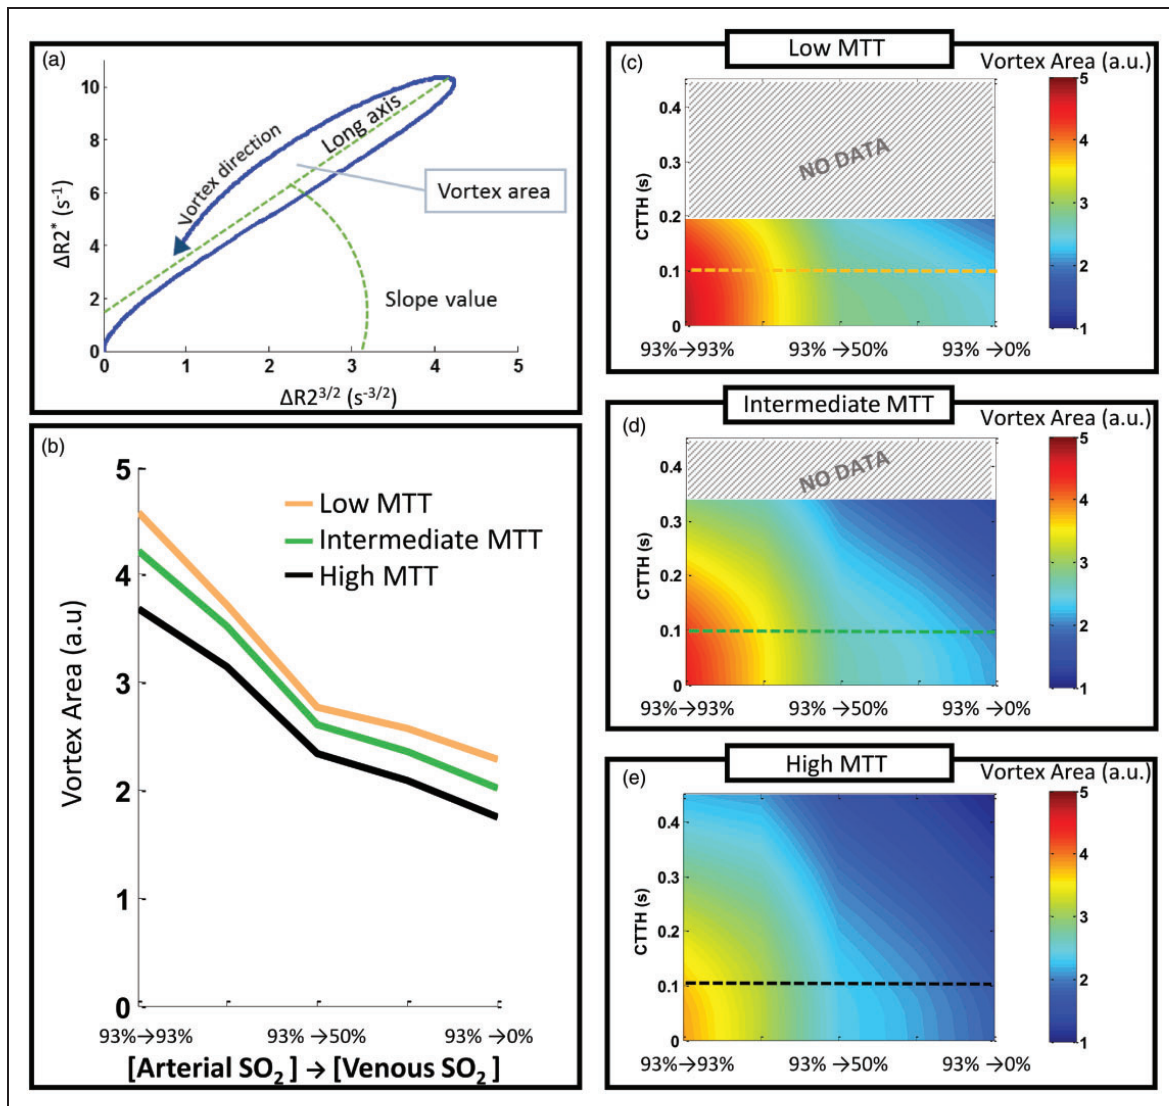 (a)
10
8
6
4
2
0
0 1 2 3 4 5
ΔR2* (s-1)
ΔR2^3/2 (s^-3/2)
Vortex direction
Long axis
Vortex area
Slope value
(b)
5
4
3
2
1
0
Vortex Area (a.u)
Low MTT
Intermediate MTT
High MTT
93%→93% 93% →50% 93% →0%
[Arterial SO2] → [Venous SO2]
(c)
Low MTT
Vortex Area (a.u.)
NO DATA
CTTH (s)
0.4
0.3
0.2
0.1
0
93%→93% 93% →50% 93% →0%
5
4
3
2
1
(d)
Intermediate MTT
Vortex Area (a.u.)
NO DATA
CTTH (s)
0.4
0.3
0.2
0.1
0
93%→93% 93% →50% 93% →0%
5
4
3
2
1
(e)
High MTT
Vortex Area (a.u.)
CTTH (s)
0.4
0.3
0.2
0.1
0
93%→93% 93% →50% 93% →0%
5
4
3
2
1